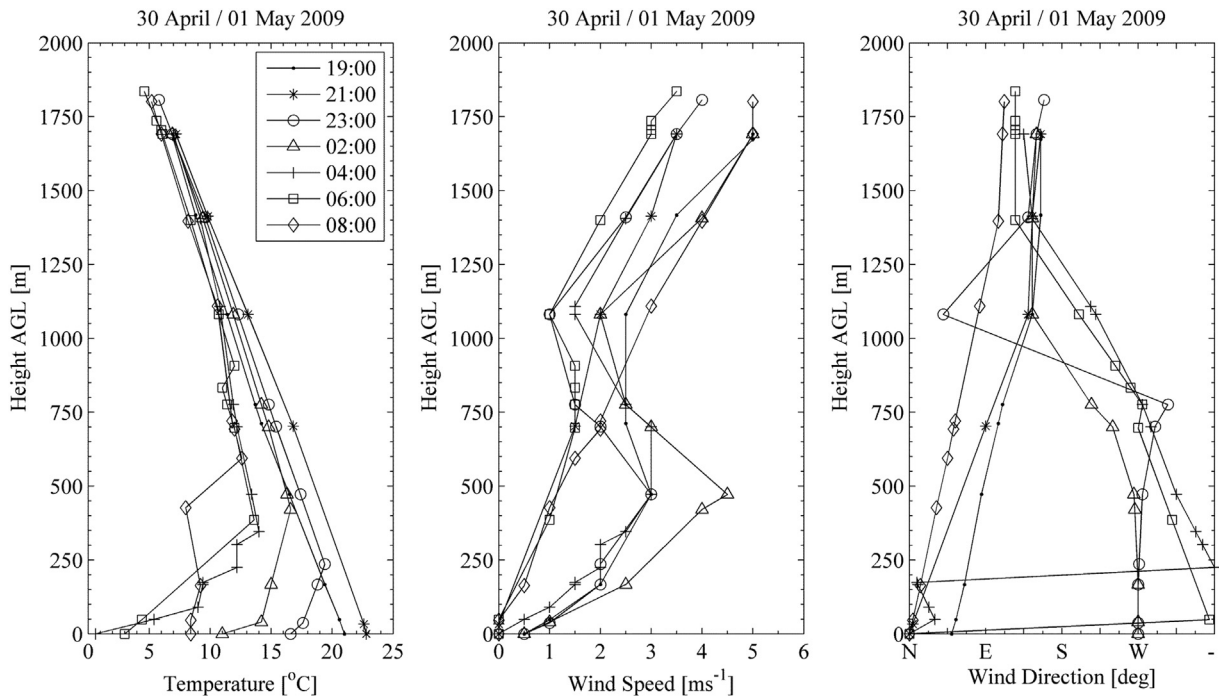 30 April / 01 May 2009
2000
1750
1500
1250
1000
750
500
250
0
Height AGL [m]
0 5 10 15 20 25
Temperature [°C]
19:00
21:00
23:00
02:00
04:00
06:00
08:00
30 April / 01 May 2009
2000
1750
1500
1250
1000
750
500
250
0
Height AGL [m]
0 1 2 3 4 5 6
Wind Speed [ms⁻¹]
30 April / 01 May 2009
2000
1750
1500
1250
1000
750
500
250
0
Height AGL [m]
N E S W -
Wind Direction [deg]